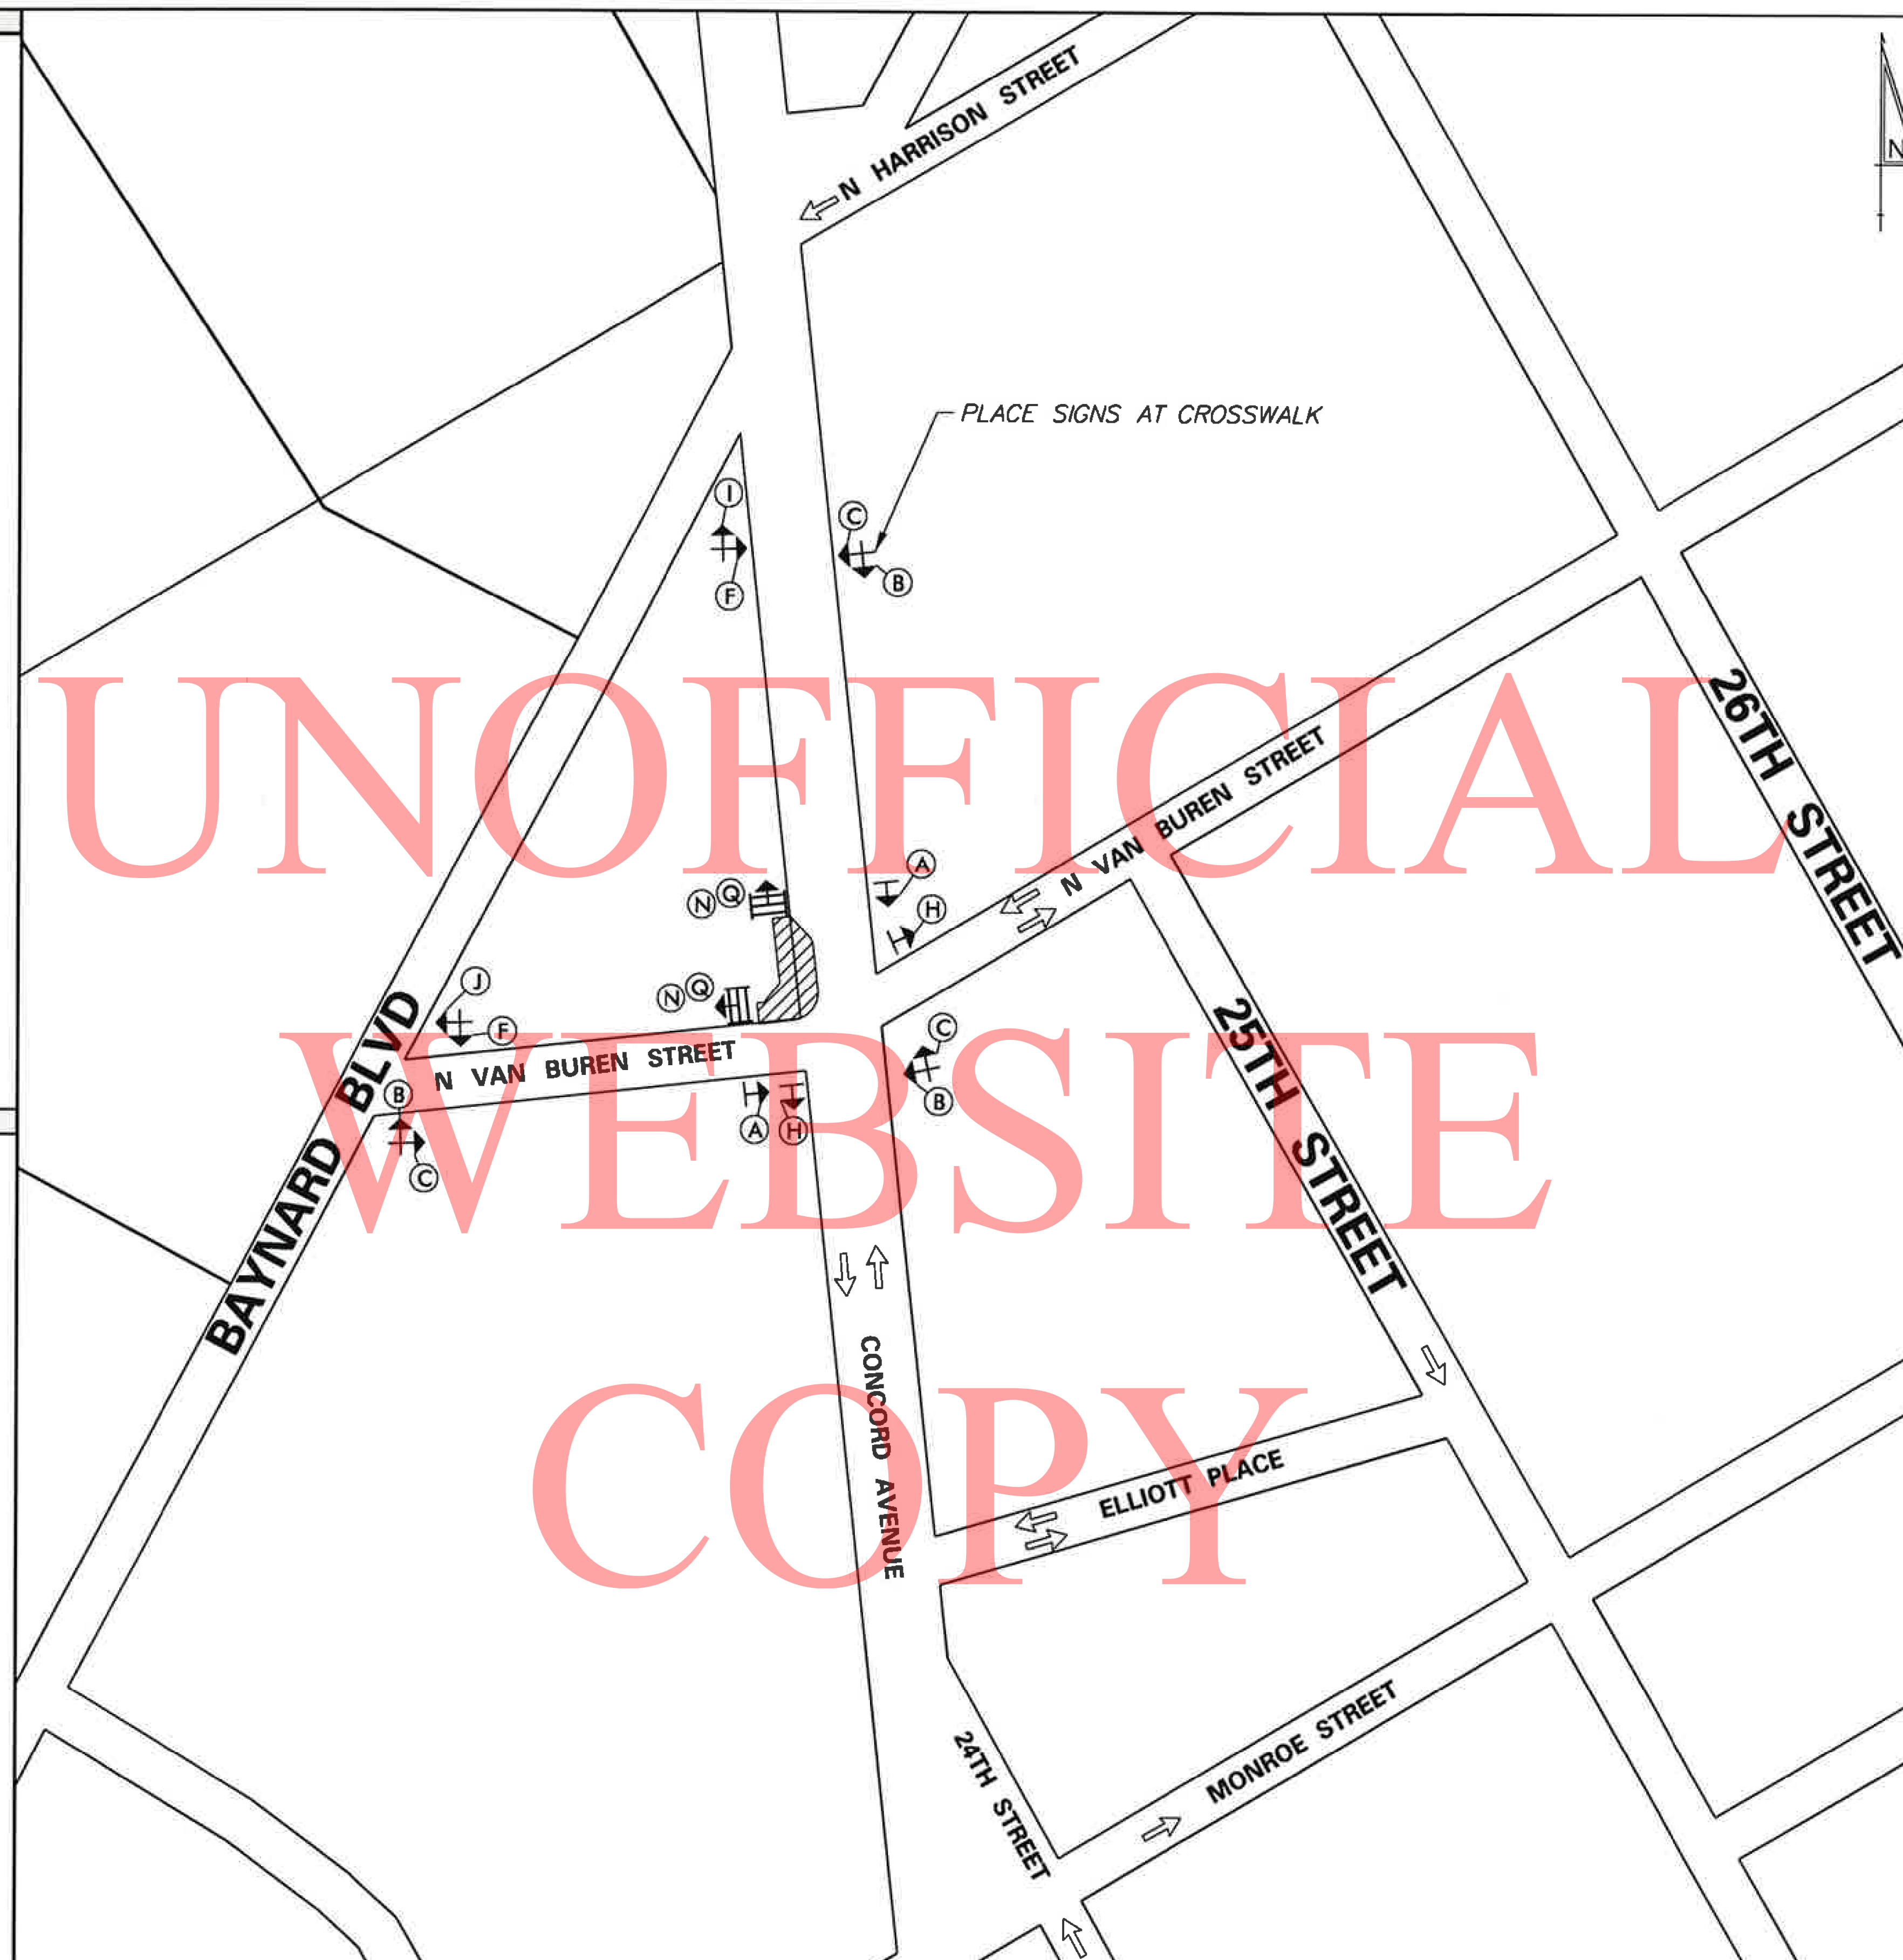 N HARRISON STREET
N
PLACE SIGNS AT CROSSWALK
I
C
F
B
UNOFFICIAL
26TH STREET
N VAN BUREN STREET
A
N Q
H
J
N Q
F
BAYNARD BLVD
25TH STREET
C
N VAN BUREN STREET
B
B
A H
C
WEBSITE
CONCORD AVENUE
COPY
ELLIOTT PLACE
MONROE STREET
24TH STREET